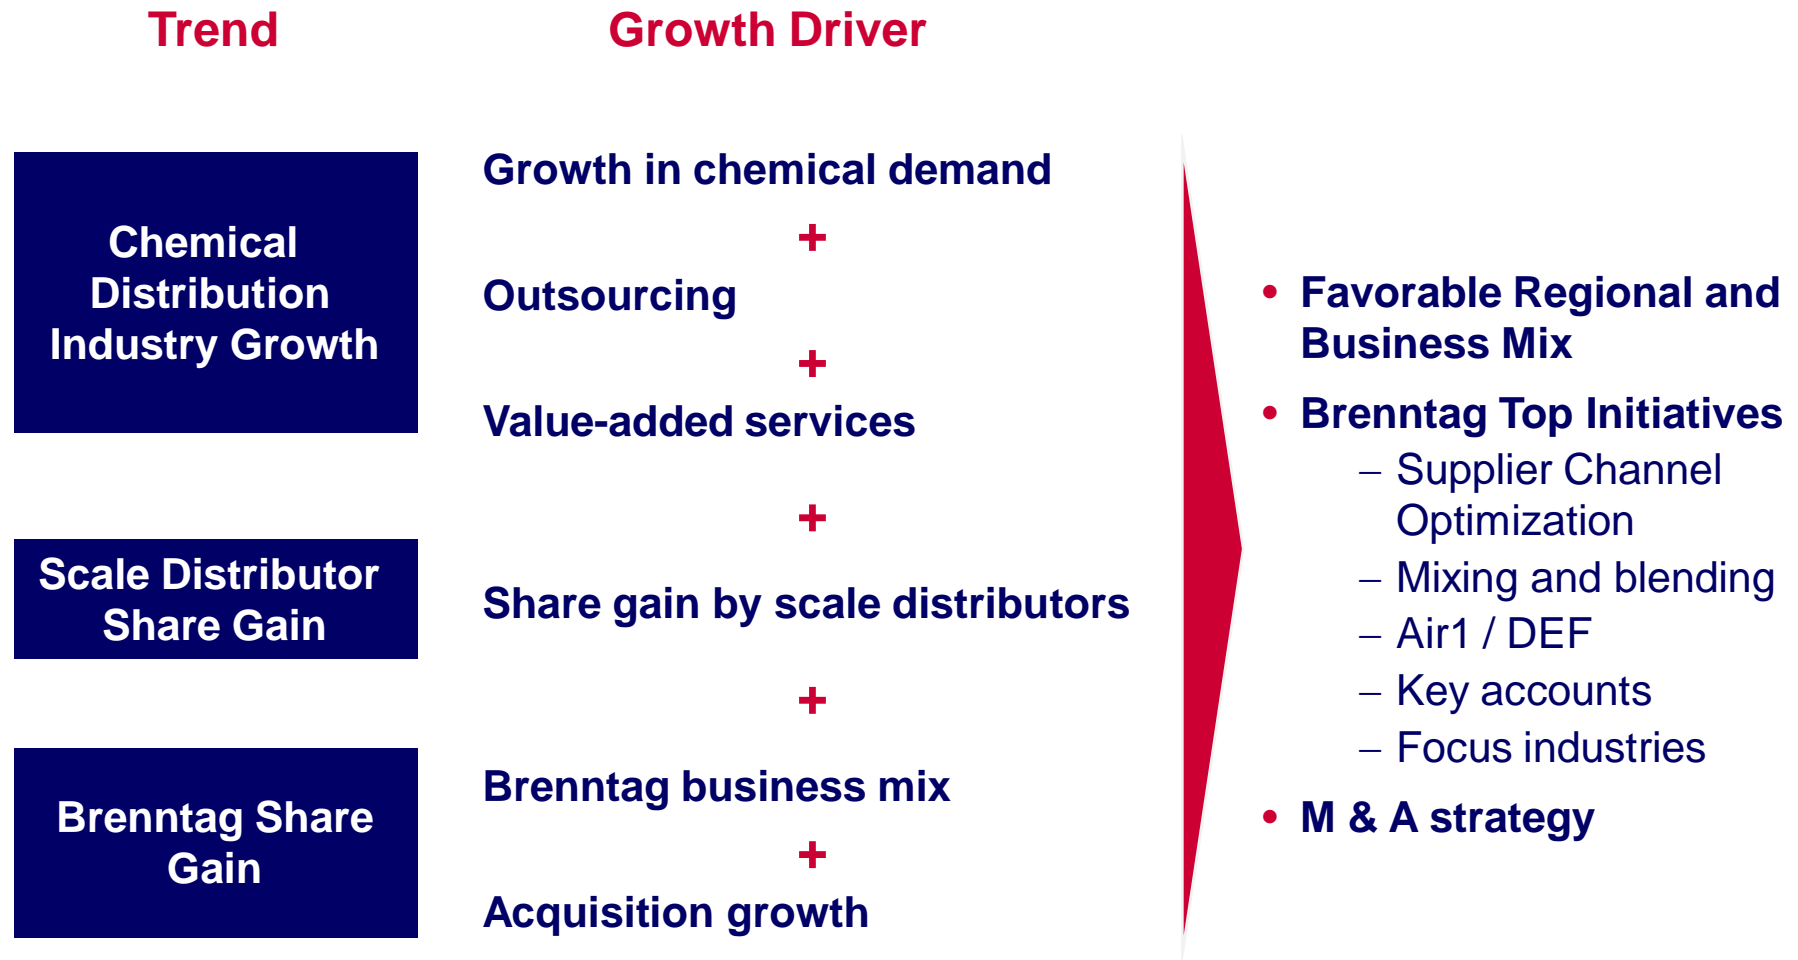 Trend
Growth Driver
Chemical
Distribution
Industry Growth
Growth in chemical demand
+
Outsourcing
+
Value-added services
+
Scale Distributor
Share Gain
Share gain by scale distributors
+
Brenntag Share
Gain
Brenntag business mix
+
Acquisition growth
• Favorable Regional and
Business Mix
• Brenntag Top Initiatives
– Supplier Channel
Optimization
– Mixing and blending
– Air1 / DEF
– Key accounts
– Focus industries
• M & A strategy